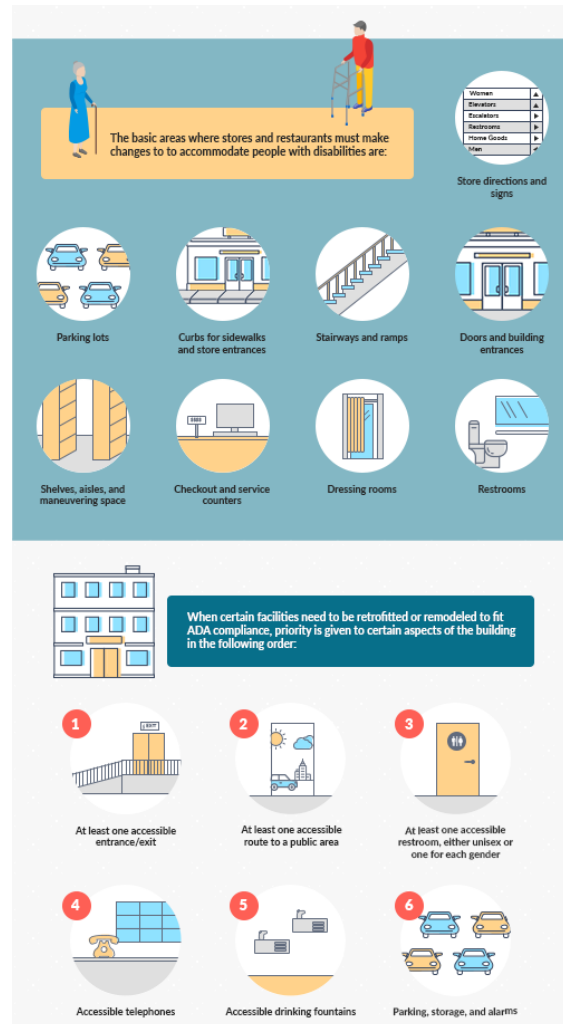 The basic areas where stores and restaurants must make
changes to to accommodate people with disabilities are:
Women
Elevators
Escalators
Restrooms
Home Goods
Men
Store directions and
signs
Parking lots
Curbs for sidewalks
and store entrances
Stairways and ramps
Doors and building
entrances
Shelves, aisles, and
maneuvering space
Checkout and service
counters
Dressing rooms
Restrooms
When certain facilities need to be retrofitted or remodeled to fit
ADA compliance, priority is given to certain aspects of the building
in the following order:
1
EXIT
At least one accessible
entrance/exit
2
At least one accessible
route to a public area
3
At least one accessible
restroom, either unisex or
one for each gender
4
Accessible telephones
5
Accessible drinking fountains
6
Parking, storage, and alarms